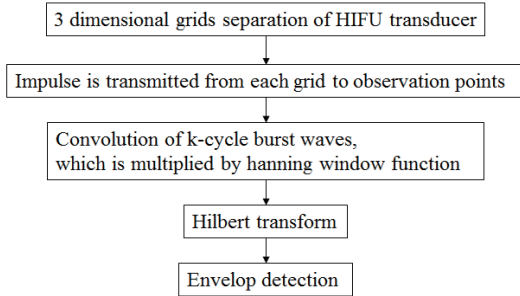 3 dimensional grids separation of HIFU transducer
Impulse is transmitted from each grid to observation points
Convolution of k-cycle burst waves,
which is multiplied by hanning window function
Hilbert transform
Envelop detection